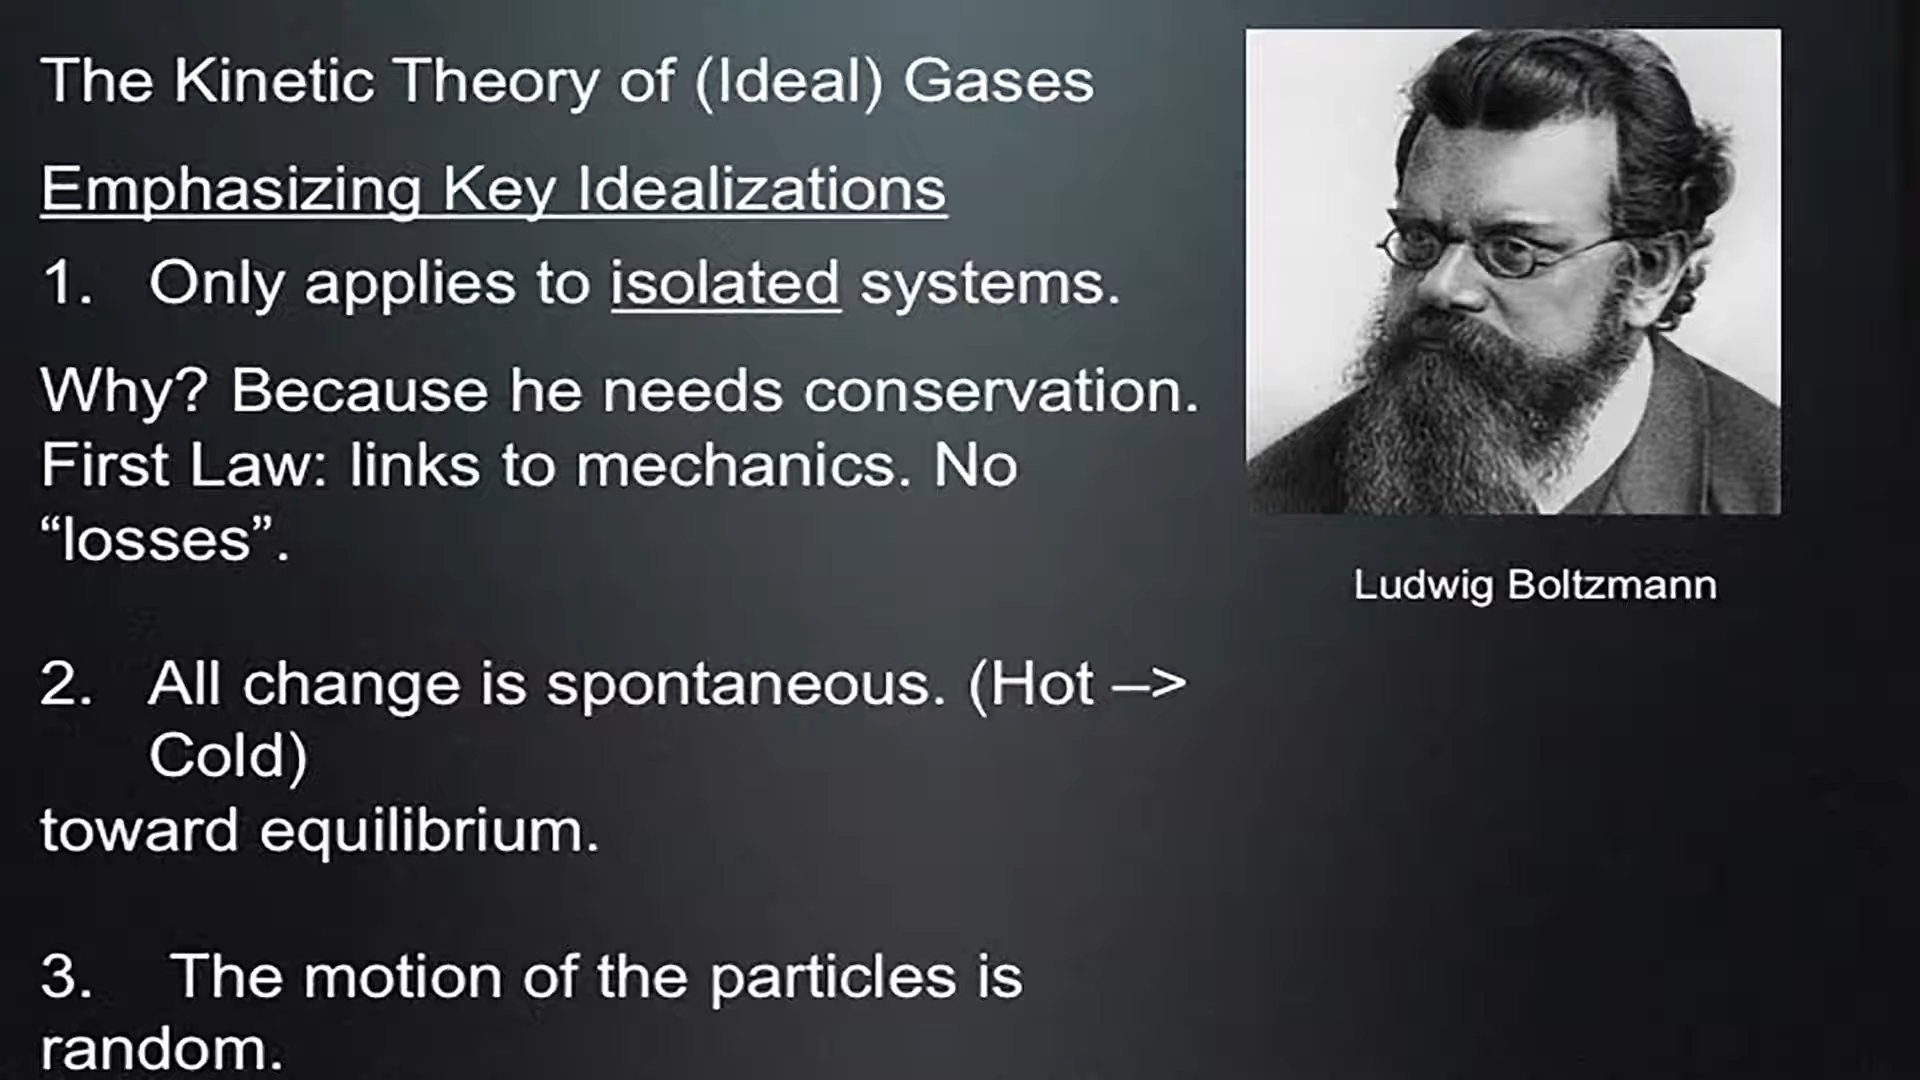 The Kinetic Theory of (Ideal) Gases
Emphasizing Key Idealizations
1. Only applies to isolated systems.
Why? Because he needs conservation.
First Law: links to mechanics. No
“losses”.
2. All change is spontaneous. (Hot –>
Cold)
toward equilibrium.
3. The motion of the particles is
random.
Ludwig Boltzmann